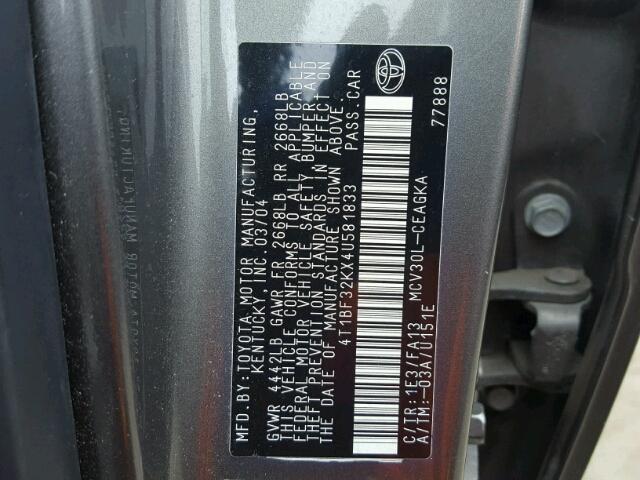 MFD. BY: TOYOTA MOTOR MANUFACTURING,
KENTUCKY, INC. 03/04
GVWR 4442LB GAWR FR 2668LB RR 2668LB
THIS VEHICLE CONFORMS TO ALL APPLICABLE
FEDERAL MOTOR VEHICLE SAFETY BUMPER AND
THEFT PREVENTION STANDARDS IN EFFECT ON
THE DATE OF MANUFACTURE SHOWN ABOVE.
4T1BF32KX4U581833 PASS. CAR
C/TR: 1E3/FA13 MCV30L-CEAGKA
A/TM: -03A/U151E 77888